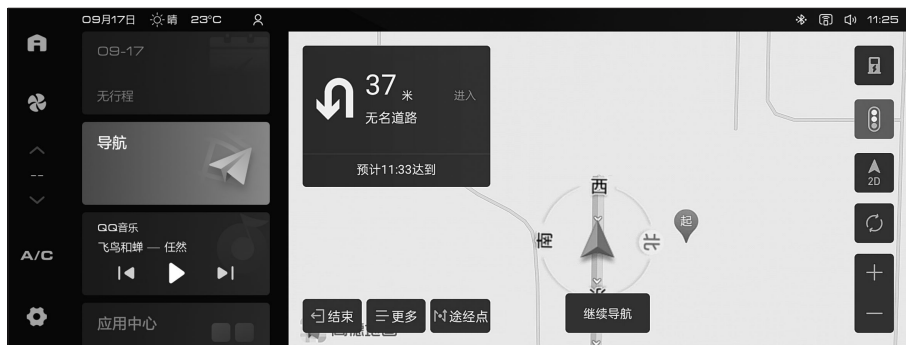 09月17日 晴 23°C
11:25
09-17
无行程
导航
QQ音乐
飞鸟和蝉 — 任然
A/C
应用中心
37米
进入
无名道路
预计11:33达到
西
南
北
起
2D
结束
更多
途经点
继续导航